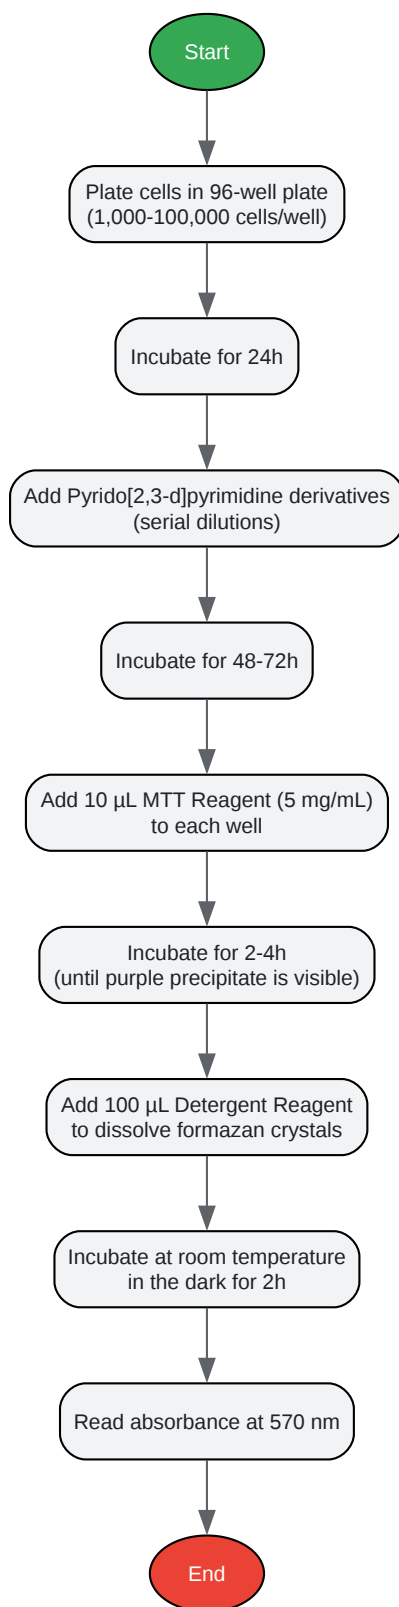 Start
Plate cells in 96-well plate
(1,000-100,000 cells/well)
Incubate for 24h
Add Pyrido[2,3-d]pyrimidine derivatives
(serial dilutions)
Incubate for 48-72h
Add 10 µL MTT Reagent (5 mg/mL)
to each well
Incubate for 2-4h
(until purple precipitate is visible)
Add 100 µL Detergent Reagent
to dissolve formazan crystals
Incubate at room temperature
in the dark for 2h
Read absorbance at 570 nm
End